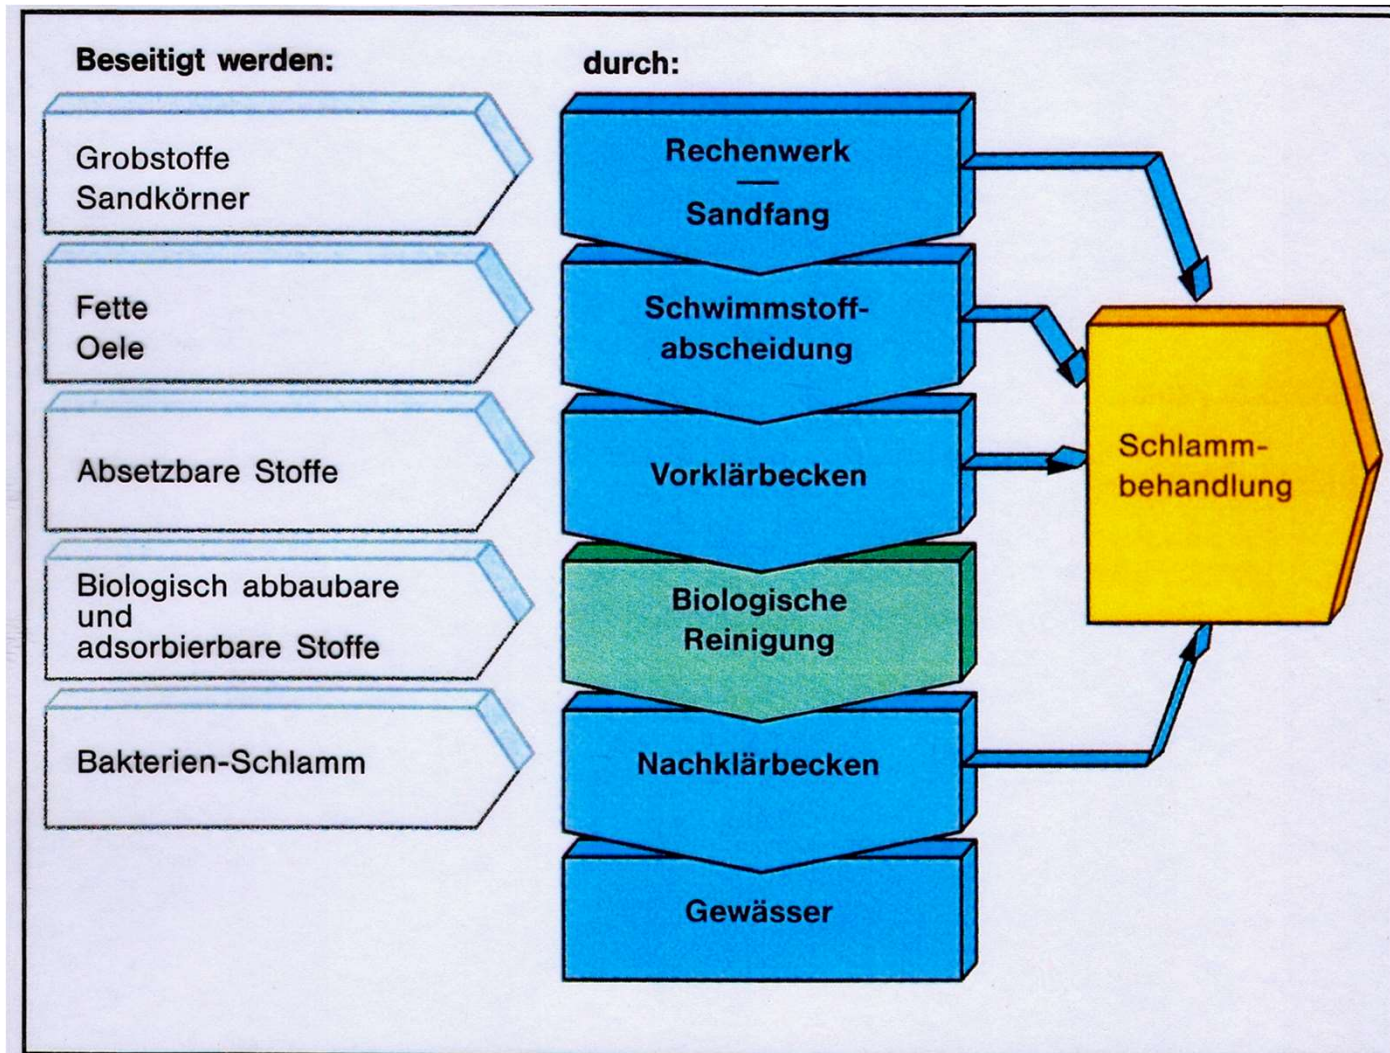 Beseitigt werden:
durch:
Grobstoffe
Sandkörner
Rechenwerk
—
Sandfang
Fette
Oele
Schwimmstoff-
abscheidung
Absetzbare Stoffe
Vorklärbecken
Schlamm-
behandlung
Biologisch abbaubare
und
adsorbierbare Stoffe
Biologische
Reinigung
Bakterien-Schlamm
Nachklärbecken
Gewässer